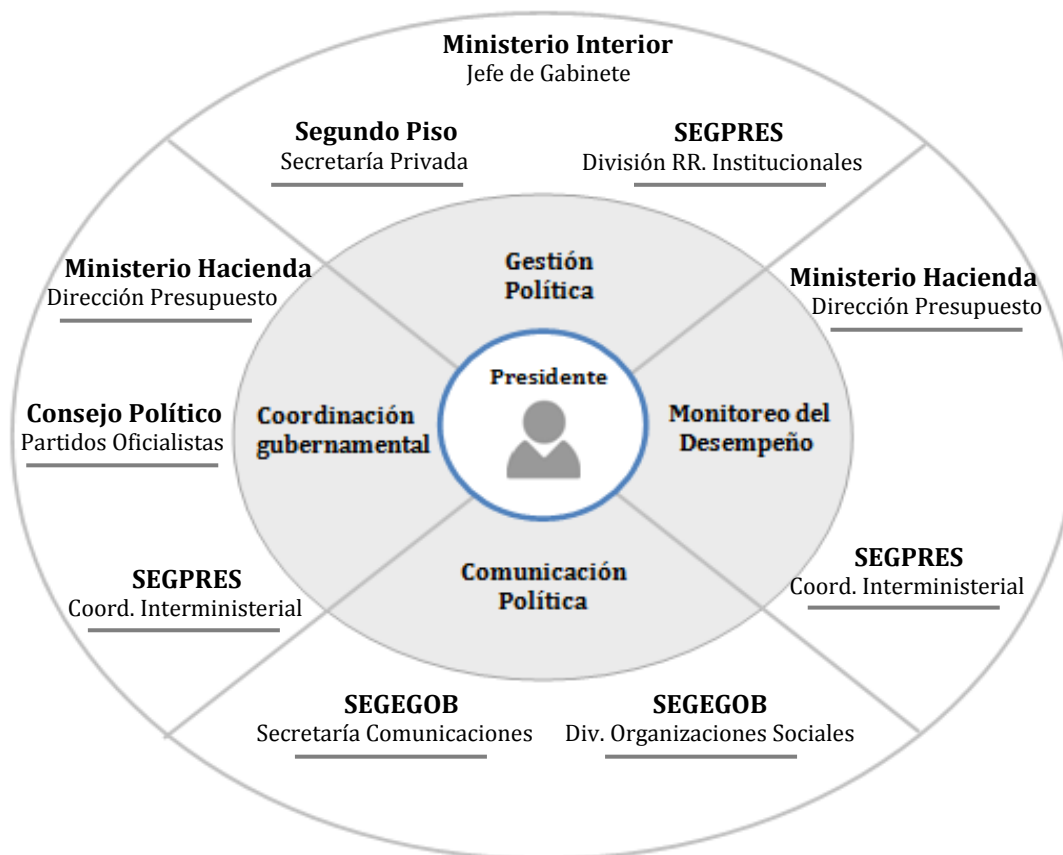 Ministerio Interior
Jefe de Gabinete
Segundo Piso
Secretaría Privada
SEGPRES
División RR. Institucionales
Ministerio Hacienda
Dirección Presupuesto
Gestión
Política
Ministerio Hacienda
Dirección Presupuesto
Presidente
Consejo Político
Partidos Oficialistas
Coordinación
gubernamental
Monitoreo del
Desempeño
SEGPRES
Coord. Interministerial
Comunicación
Política
SEGPRES
Coord. Interministerial
SEGEGOB
Secretaría Comunicaciones
SEGEGOB
Div. Organizaciones Sociales